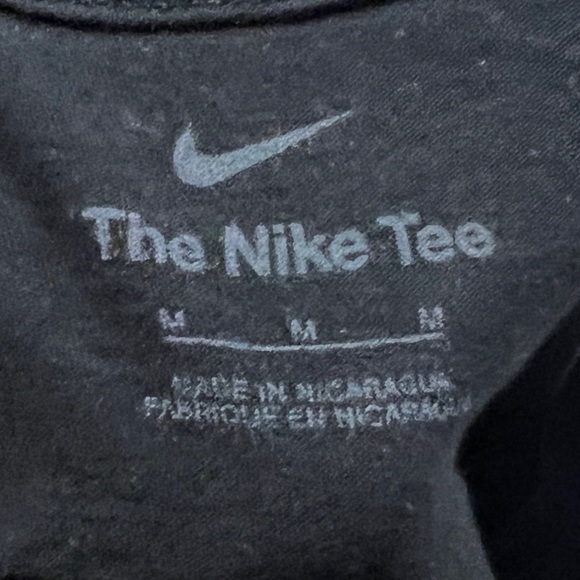 The Nike Tee
M M M
MADE IN NICARAGUA
FABRIQUE EN NICARAGUA